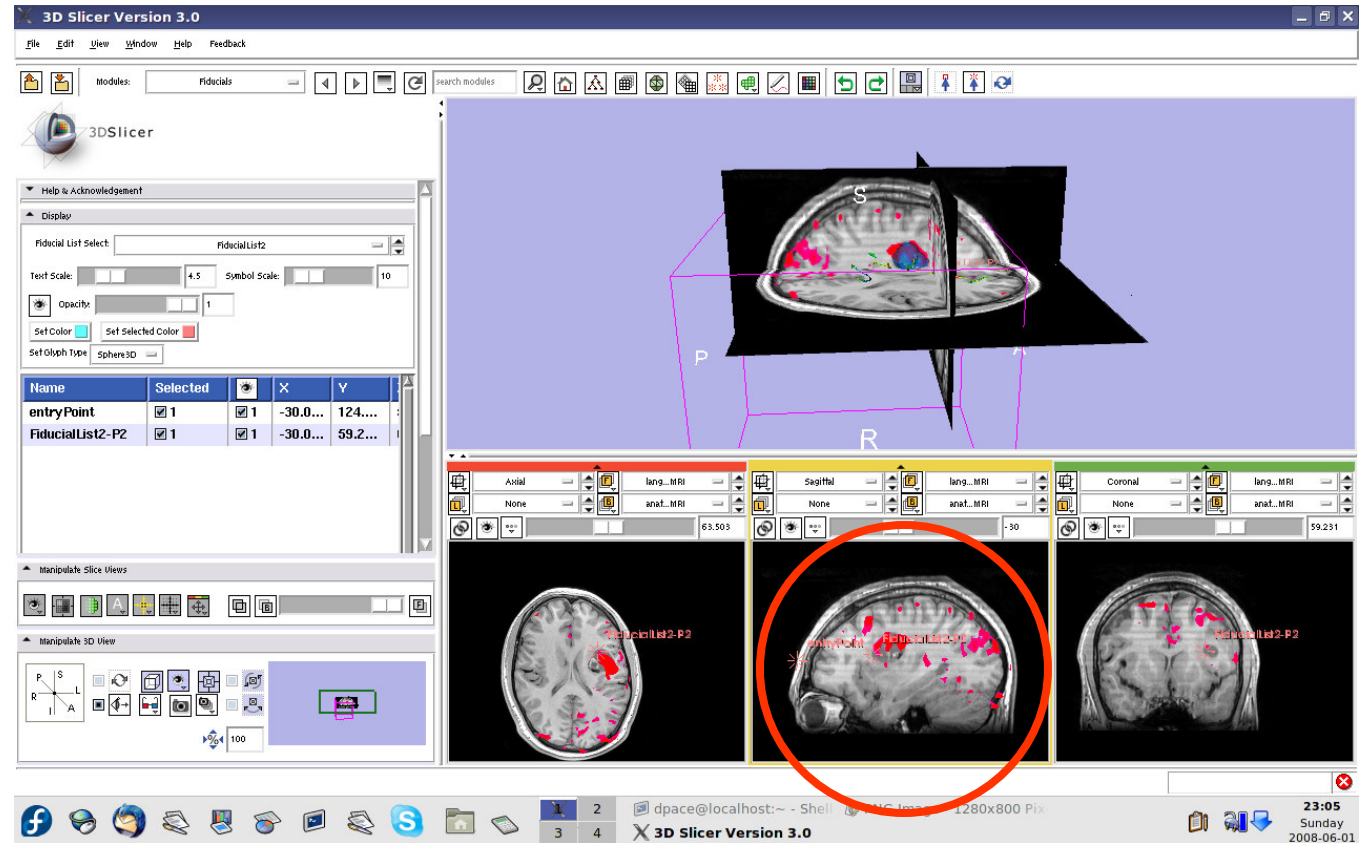 3D Slicer Version 3.0
File Edit View Window Help Feedback
Modules: Fiducials search modules
3DSlicer
Help & Acknowledgement
Display
Fiducial List Select: FiducialList2
Text Scale: 4.5 Symbol Scale: 10
Opacity: 1
Set Color Set Selected Color
Set Glyph Type Sphere3D
Name Selected X Y
entryPoint 1 1 -30.0... 124....
FiducialList2-P2 1 1 -30.0... 59.2...
Manipulate Slice Views
Manipulate 3D View
P S
R L
I A
100
S
P
A
R
Axial lang...MRI
None anat...MRI
63.503
Sagittal lang...MRI
None anat...MRI
-30
Coronal lang...MRI
None anat...MRI
59.231
FiducialList2-P2
entryPoint
FiducialList2-P2
1 2
3 4
dpace@localhost:~ - Shell
PNG Image - 1280x800 Pix
3D Slicer Version 3.0
23:05
Sunday
2008-06-01